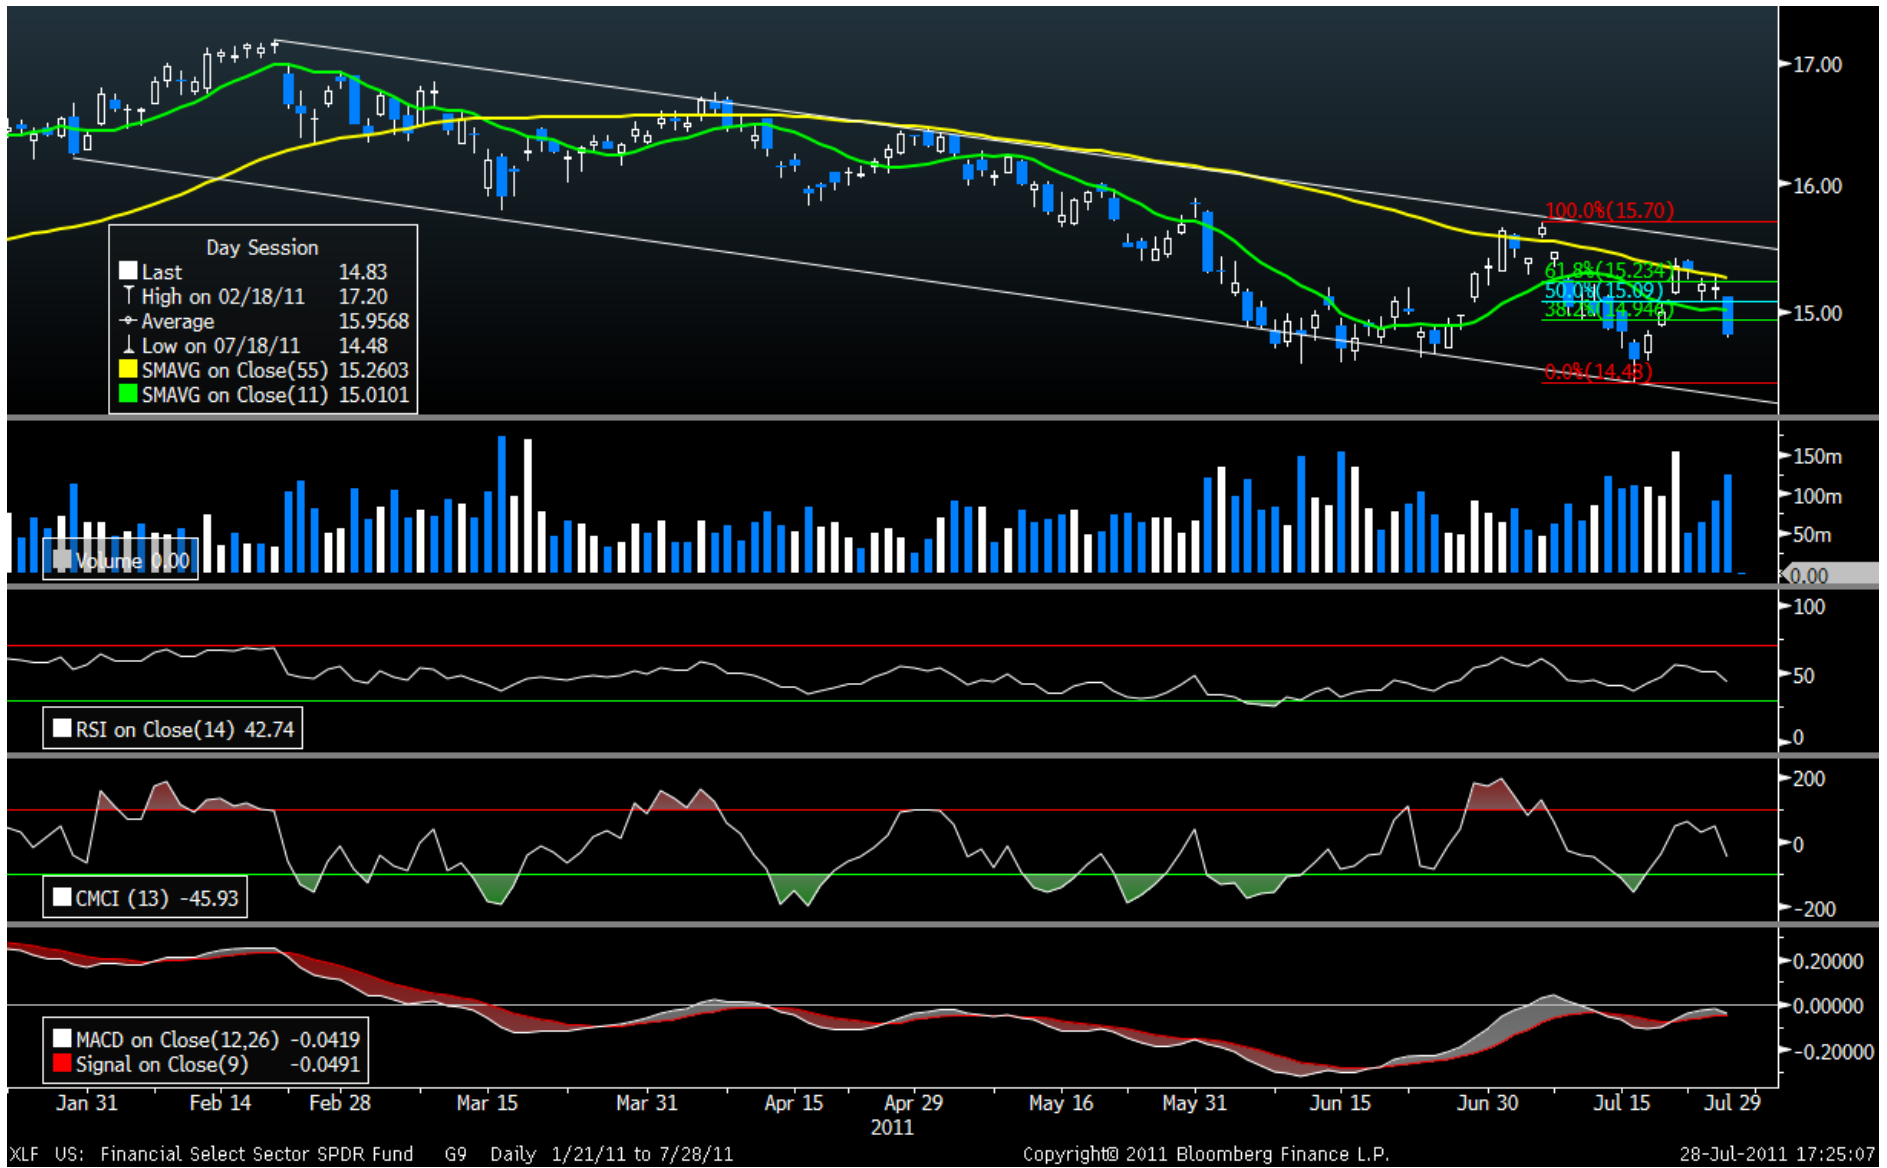 17.00
16.00
15.00
100.0%(15.70)
61.8%(15.234)
50.0%(15.09)
38.2%(14.946)
0.0%(14.48)
Day Session
Last 14.83
High on 02/18/11 17.20
Average 15.9568
Low on 07/18/11 14.48
SMAVG on Close(55) 15.2603
SMAVG on Close(11) 15.0101
150m
100m
50m
0.00
Volume 0.00
100
50
0
RSI on Close(14) 42.74
200
0
-200
CMCI (13) -45.93
0.20000
0.00000
-0.20000
MACD on Close(12,26) -0.0419
Signal on Close(9) -0.0491
Jan 31 Feb 14 Feb 28 Mar 15 Mar 31 Apr 15 Apr 29 May 16 May 31 Jun 15 Jun 30 Jul 15 Jul 29
2011
XLF US: Financial Select Sector SPDR Fund G9 Daily 1/21/11 to 7/28/11 Copyright© 2011 Bloomberg Finance L.P. 28-Jul-2011 17:25:07